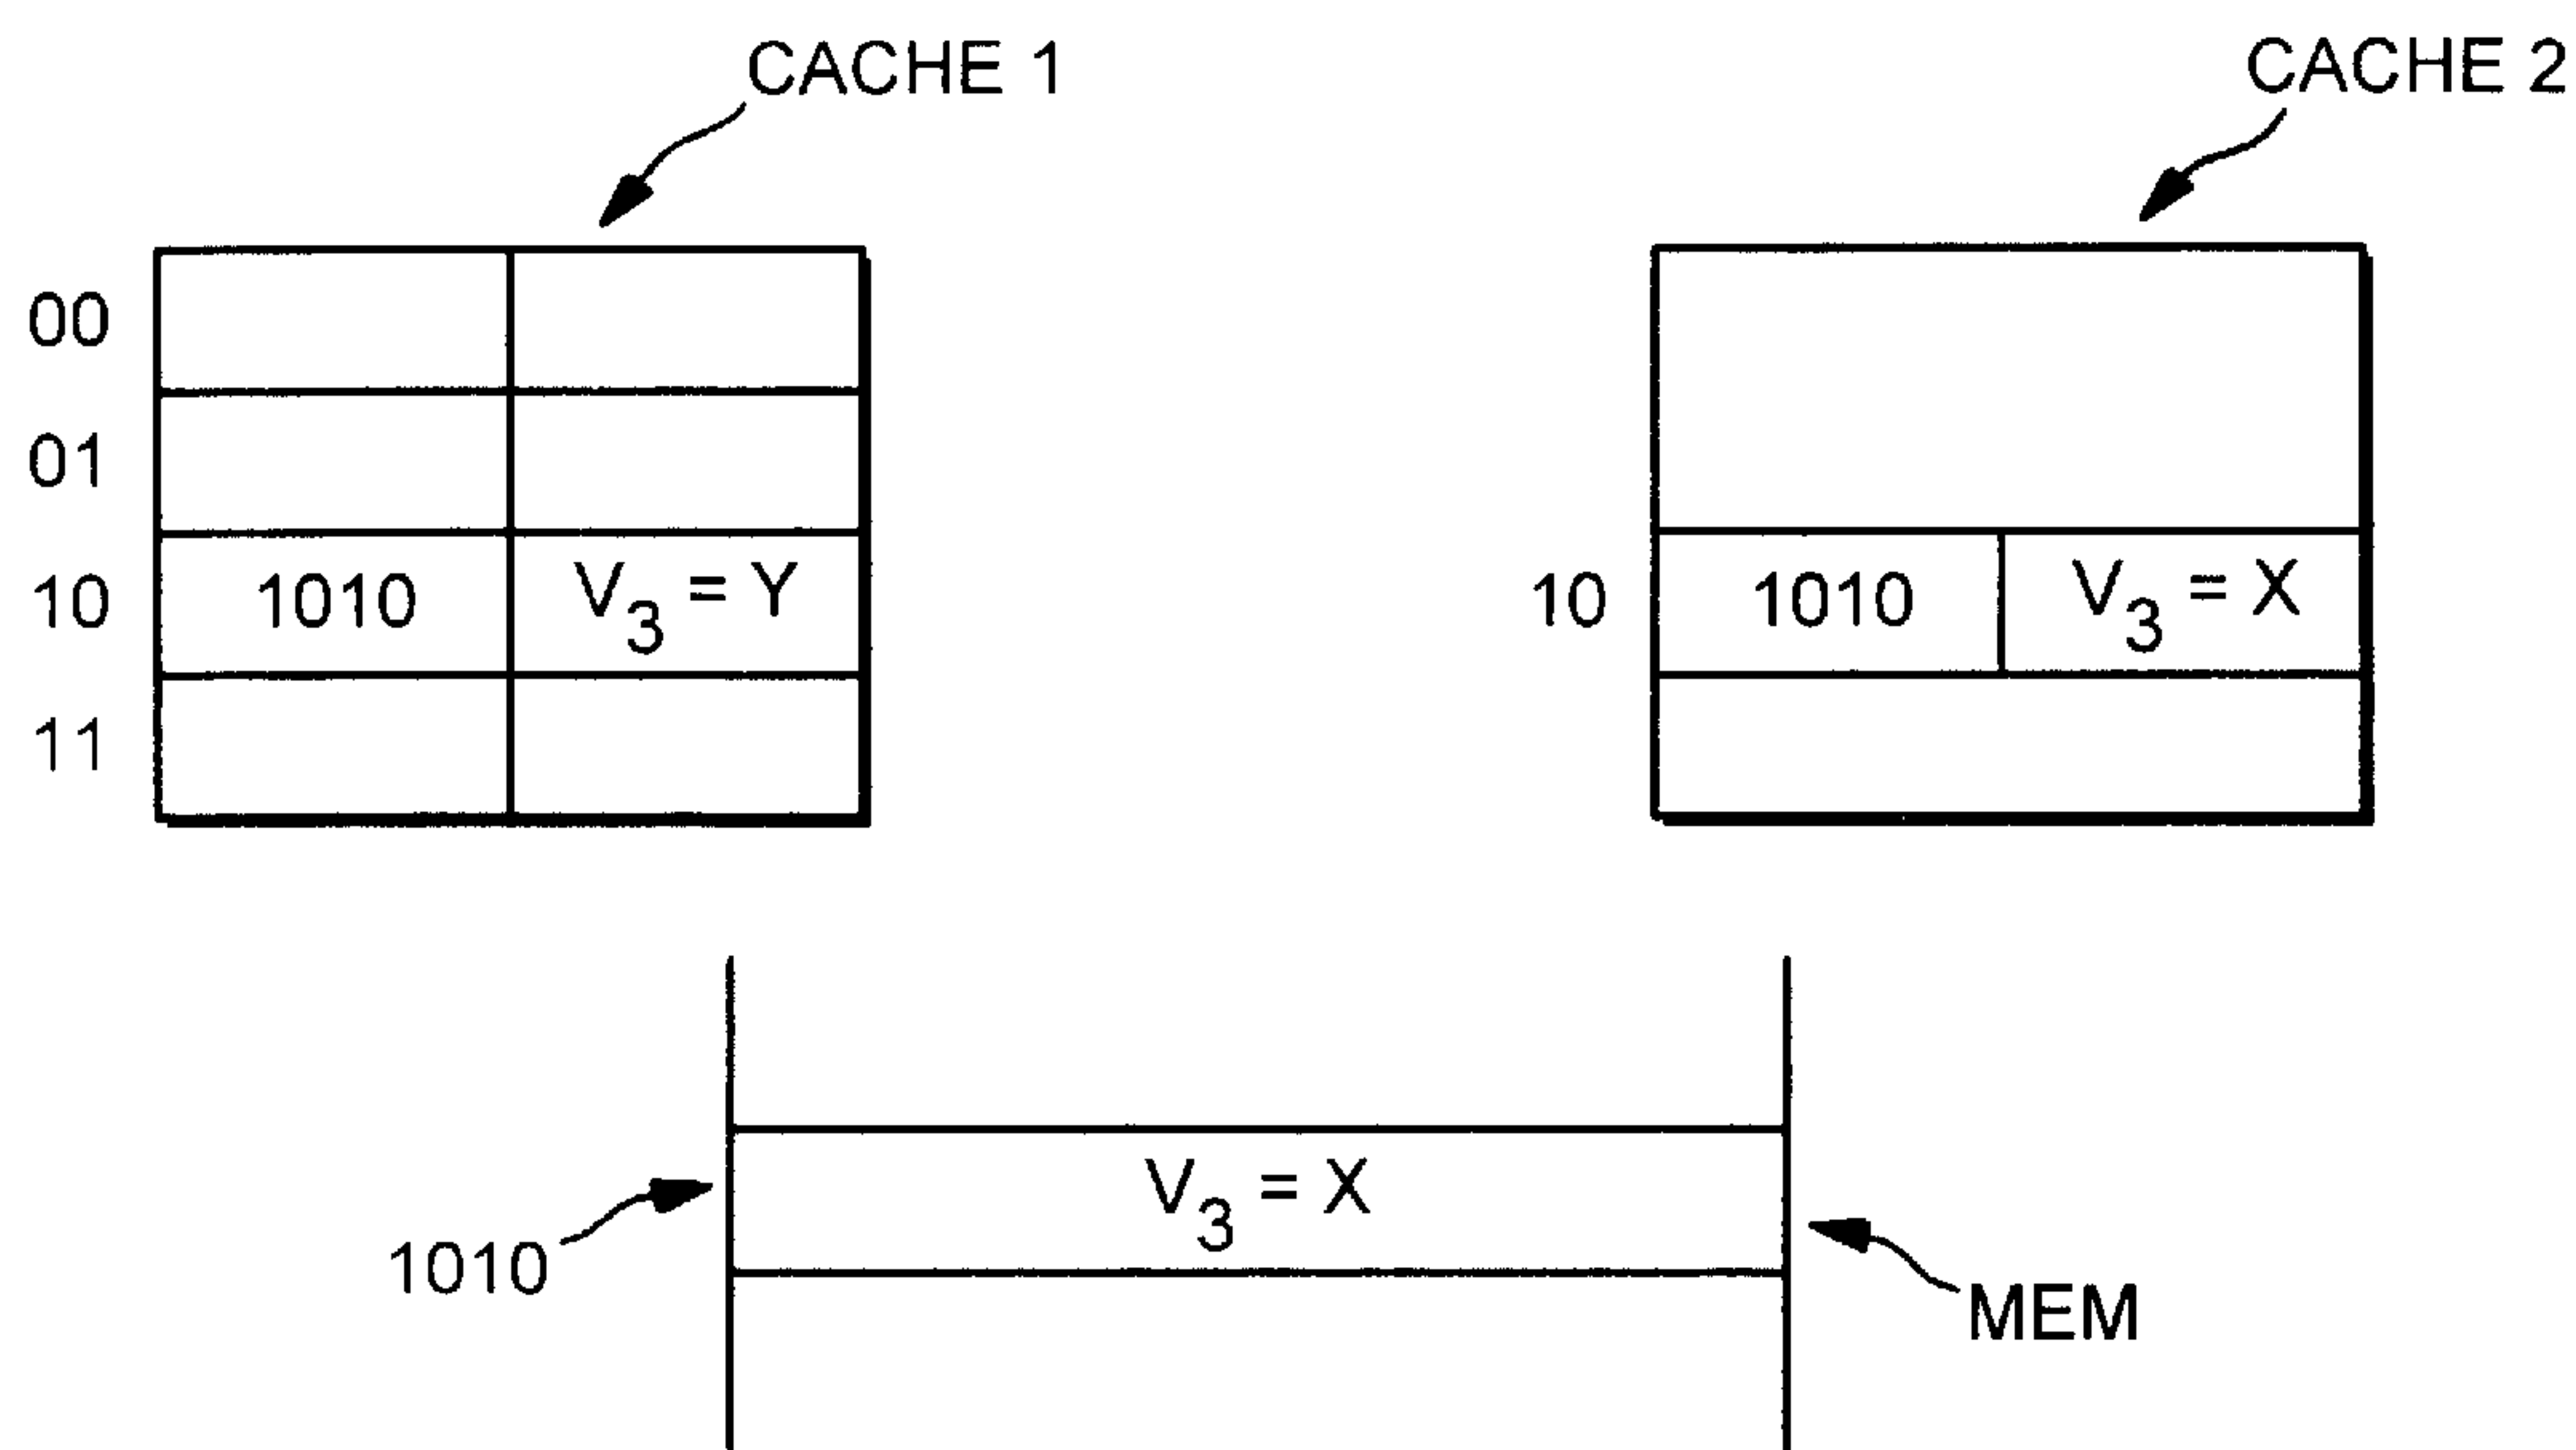 CACHE 1
CACHE 2
00
01
10 1010 V₃ = Y
10 1010 V₃ = X
11
V₃ = X
1010
MEM